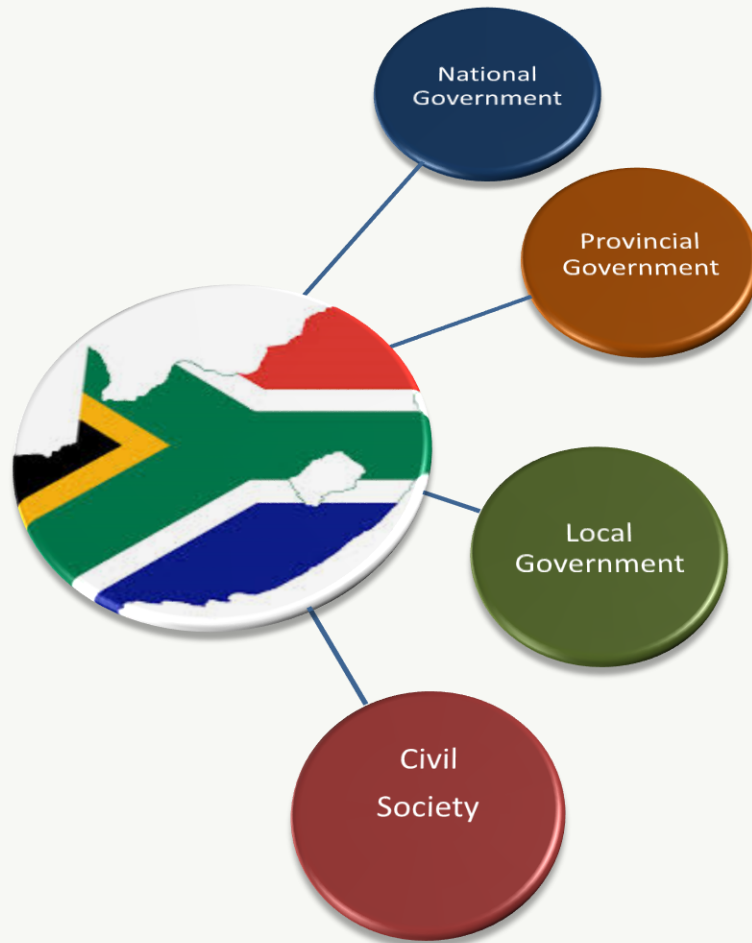 National
Government
Provincial
Government
Local
Government
Civil
Society